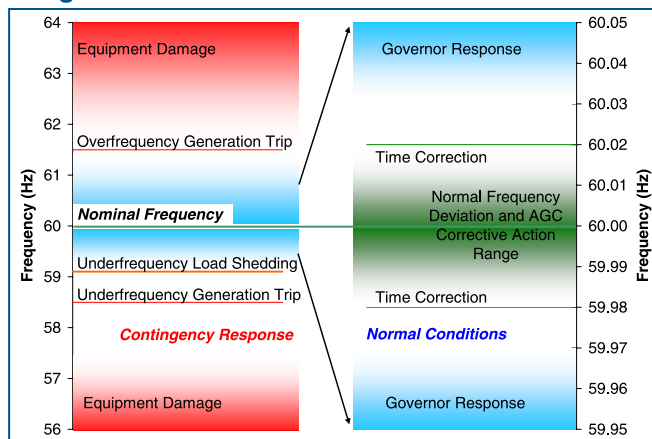 64
63
62
61
60
59
58
57
56
Frequency (Hz)
Equipment Damage
Overfrequency Generation Trip
Nominal Frequency
Underfrequency Load Shedding
Underfrequency Generation Trip
Contingency Response
Equipment Damage
Governor Response
Time Correction
Normal Frequency
Deviation and AGC
Corrective Action
Range
Time Correction
Normal Conditions
Governor Response
60.05
60.04
60.03
60.02
60.01
60.00
59.99
59.98
59.97
59.96
59.95
Frequency (Hz)